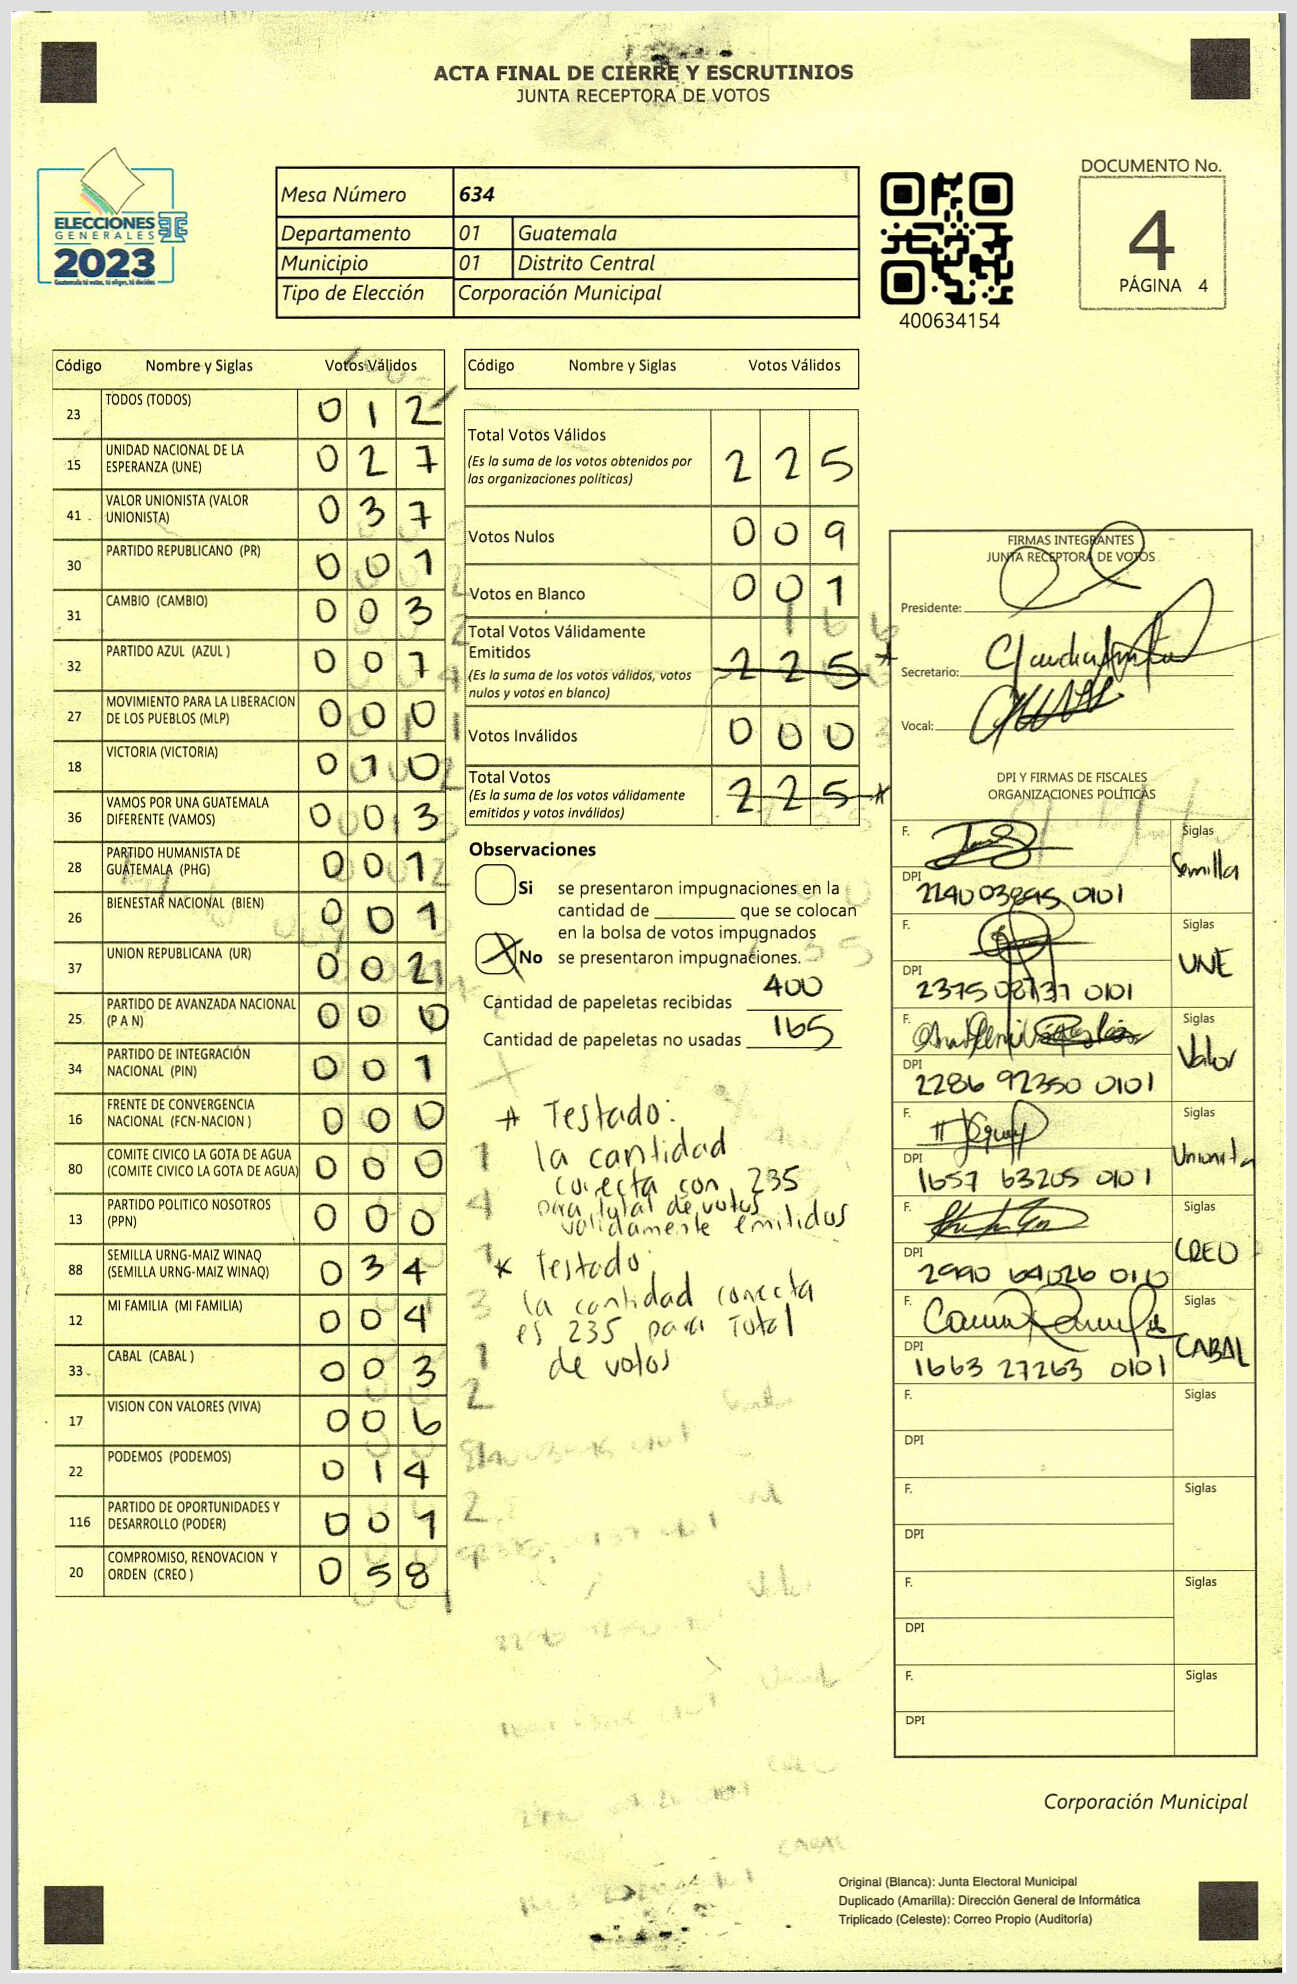 ACTA FINAL DE CIERRE Y ESCRUTINIOS
JUNTA RECEPTORA DE VOTOS
ELECCIONES
GENERALES
2023
Guatemala tú votas, tú eliges, tú decides
Mesa Número 634
Departamento 01 Guatemala
Municipio 01 Distrito Central
Tipo de Elección Corporación Municipal
400634154
DOCUMENTO No.
4
PÁGINA 4
Código Nombre y Siglas Votos Válidos
23 TODOS (TODOS) 0 1 2
15 UNIDAD NACIONAL DE LA ESPERANZA (UNE) 0 2 7
41 VALOR UNIONISTA (VALOR UNIONISTA) 0 3 7
30 PARTIDO REPUBLICANO (PR) 0 0 1
31 CAMBIO (CAMBIO) 0 0 3
32 PARTIDO AZUL (AZUL ) 0 0 7
27 MOVIMIENTO PARA LA LIBERACION DE LOS PUEBLOS (MLP) 0 0 0
18 VICTORIA (VICTORIA) 0 1 0
36 VAMOS POR UNA GUATEMALA DIFERENTE (VAMOS) 0 0 3
28 PARTIDO HUMANISTA DE GUATEMALA (PHG) 0 0 1
26 BIENESTAR NACIONAL (BIEN) 0 0 1
37 UNION REPUBLICANA (UR) 0 0 2
25 PARTIDO DE AVANZADA NACIONAL (P A N) 0 0 0
34 PARTIDO DE INTEGRACIÓN NACIONAL (PIN) 0 0 1
16 FRENTE DE CONVERGENCIA NACIONAL (FCN-NACION ) 0 0 0
80 COMITE CIVICO LA GOTA DE AGUA (COMITE CIVICO LA GOTA DE AGUA) 0 0 0
13 PARTIDO POLITICO NOSOTROS (PPN) 0 0 0
88 SEMILLA URNG-MAIZ WINAQ (SEMILLA URNG-MAIZ WINAQ) 0 3 4
12 MI FAMILIA (MI FAMILIA) 0 0 4
33 CABAL (CABAL ) 0 0 3
17 VISION CON VALORES (VIVA) 0 0 6
22 PODEMOS (PODEMOS) 0 1 4
116 PARTIDO DE OPORTUNIDADES Y DESARROLLO (PODER) 0 0 1
20 COMPROMISO, RENOVACION Y ORDEN (CREO ) 0 5 8
Código Nombre y Siglas Votos Válidos
Total Votos Válidos 2 2 5
(Es la suma de los votos obtenidos por
las organizaciones políticas)
Votos Nulos 0 0 9
Votos en Blanco 0 0 1
Total Votos Válidamente
Emitidos 2 2 5 *
(Es la suma de los votos válidos, votos
nulos y votos en blanco)
Votos Inválidos 0 0 0
Total Votos 2 2 5 *
(Es la suma de los votos válidamente
emitidos y votos inválidos)
Observaciones
Si se presentaron impugnaciones en la
cantidad de ________ que se colocan
en la bolsa de votos impugnados
X No se presentaron impugnaciones.
Cantidad de papeletas recibidas 400
Cantidad de papeletas no usadas 165
* Testado:
la cantidad
correcta con 235
para total de votos
validamente emitidos
* Testado:
la cantidad correcta
es 235 para Total
de votos
FIRMAS INTEGRANTES
JUNTA RECEPTORA DE VOTOS
Presidente:
Secretario:
Vocal:
DPI Y FIRMAS DE FISCALES
ORGANIZACIONES POLÍTICAS
F. Siglas Semilla
DPI 2240 03895 0101
F. Siglas UNE
DPI 2375 08737 0101
F. Siglas Valor
DPI 2286 92350 0101
F. Siglas Unionista
DPI 1657 63205 0101
F. Siglas CREO
DPI 2990 64026 0110
F. Siglas CABAL
DPI 1663 27263 0101
F. Siglas
DPI
F. Siglas
DPI
F. Siglas
DPI
F. Siglas
DPI
Corporación Municipal
Original (Blanca): Junta Electoral Municipal
Duplicado (Amarilla): Dirección General de Informática
Triplicado (Celeste): Correo Propio (Auditoría)